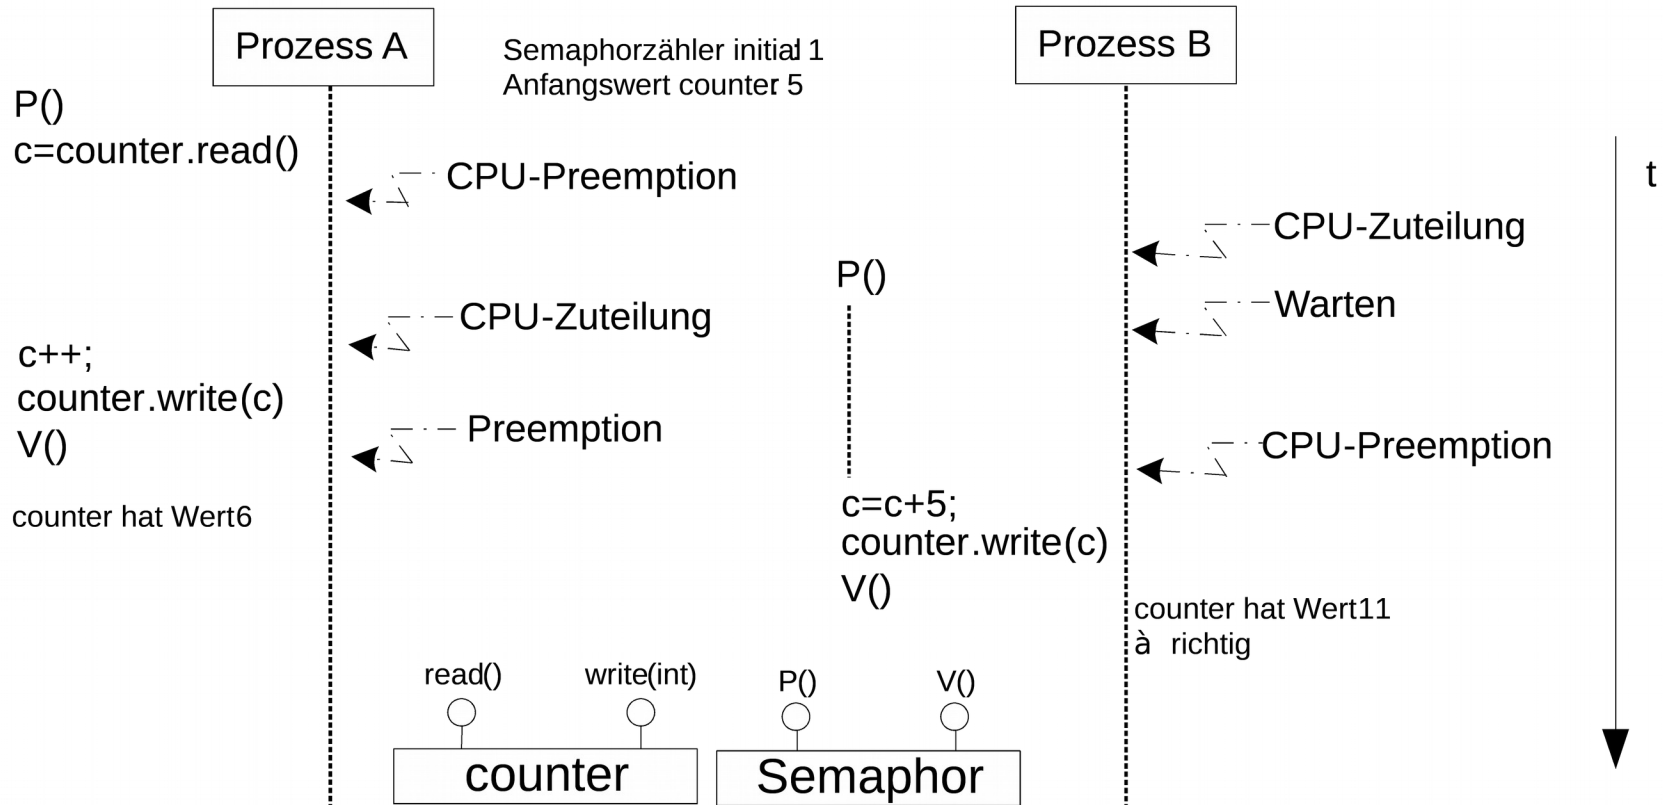 Prozess A
Semaphorzähler initial: 1
Anfangswert counter: 5
Prozess B
P()
c=counter.read()
CPU-Preemption
t
CPU-Zuteilung
P()
Warten
CPU-Zuteilung
c++;
counter.write(c)
V()
Preemption
CPU-Preemption
counter hat Wert6
c=c+5;
counter.write(c)
V()
counter hat Wert11
à richtig
read()
write(int)
P()
V()
counter
Semaphor